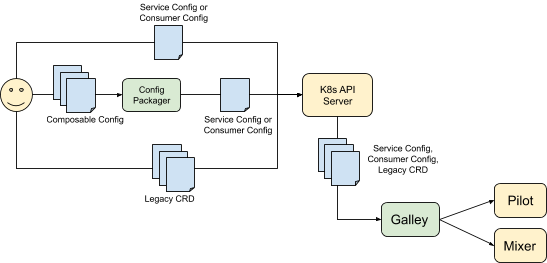 Service Config or
Consumer Config
Composable Config
Config
Packager
Service Config or
Consumer Config
K8s API
Server
Legacy CRD
Service Config,
Consumer Config,
Legacy CRD
Galley
Pilot
Mixer